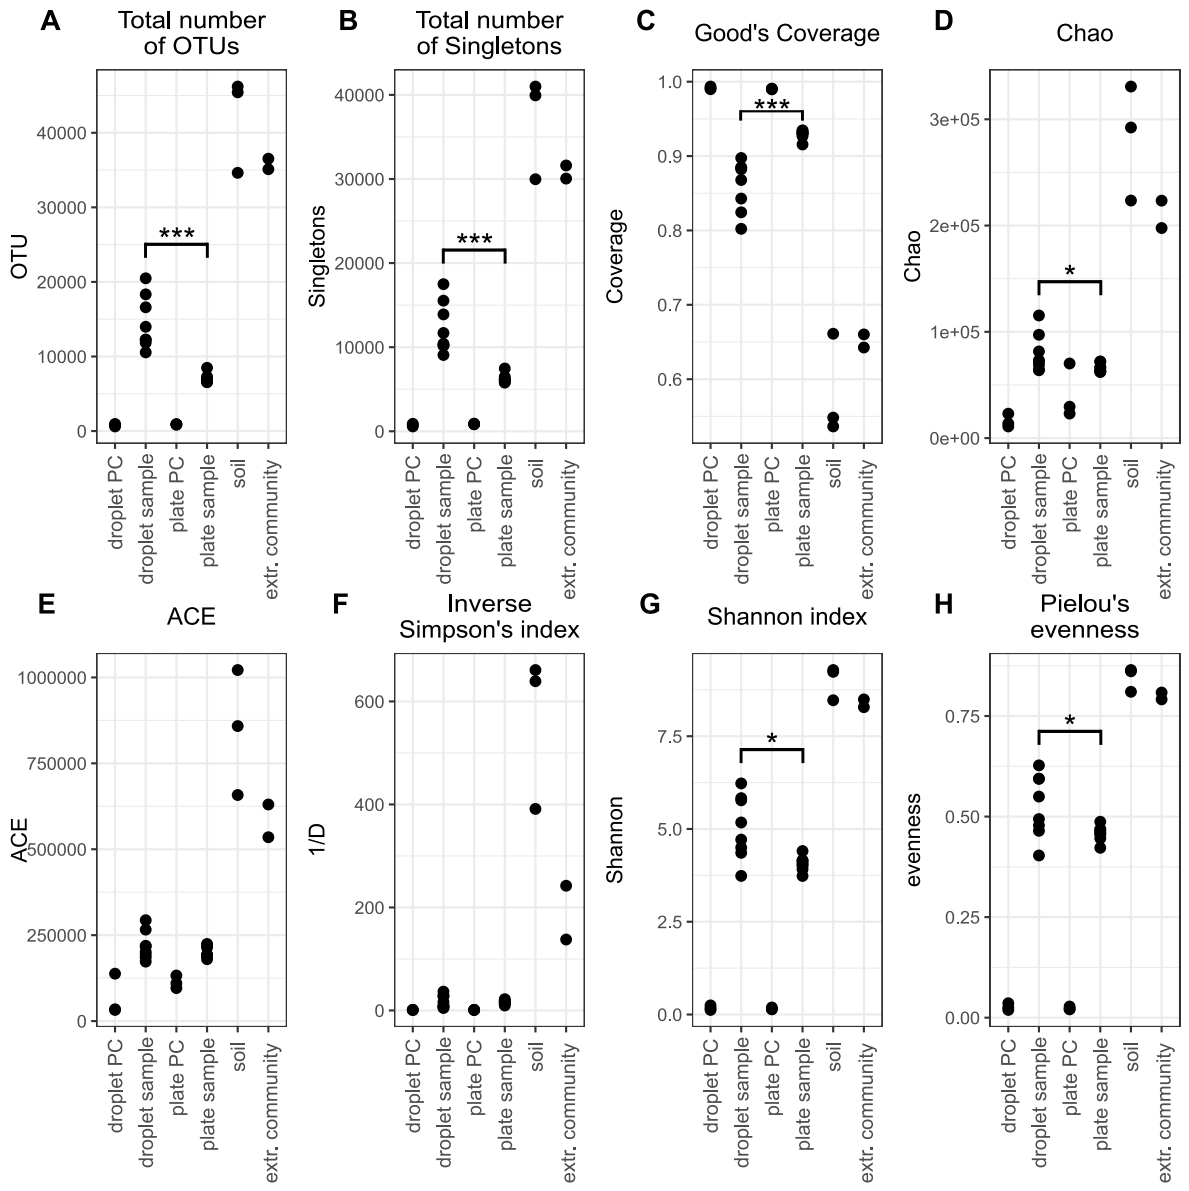 A Total number
of OTUs
OTU
40000
30000
20000
10000
0
***
droplet PC
droplet sample
plate PC
plate sample
soil
extr. community
B Total number
of Singletons
Singletons
40000
30000
20000
10000
0
***
droplet PC
droplet sample
plate PC
plate sample
soil
extr. community
C Good's Coverage
Coverage
1.0
0.9
0.8
0.7
0.6
***
droplet PC
droplet sample
plate PC
plate sample
soil
extr. community
D Chao
Chao
3e+05
2e+05
1e+05
0e+00
*
droplet PC
droplet sample
plate PC
plate sample
soil
extr. community
E ACE
ACE
1000000
750000
500000
250000
0
droplet PC
droplet sample
plate PC
plate sample
soil
extr. community
F Inverse
Simpson's index
1/D
600
400
200
0
droplet PC
droplet sample
plate PC
plate sample
soil
extr. community
G Shannon index
Shannon
7.5
5.0
2.5
0.0
*
droplet PC
droplet sample
plate PC
plate sample
soil
extr. community
H Pielou's
evenness
evenness
0.75
0.50
0.25
0.00
*
droplet PC
droplet sample
plate PC
plate sample
soil
extr. community